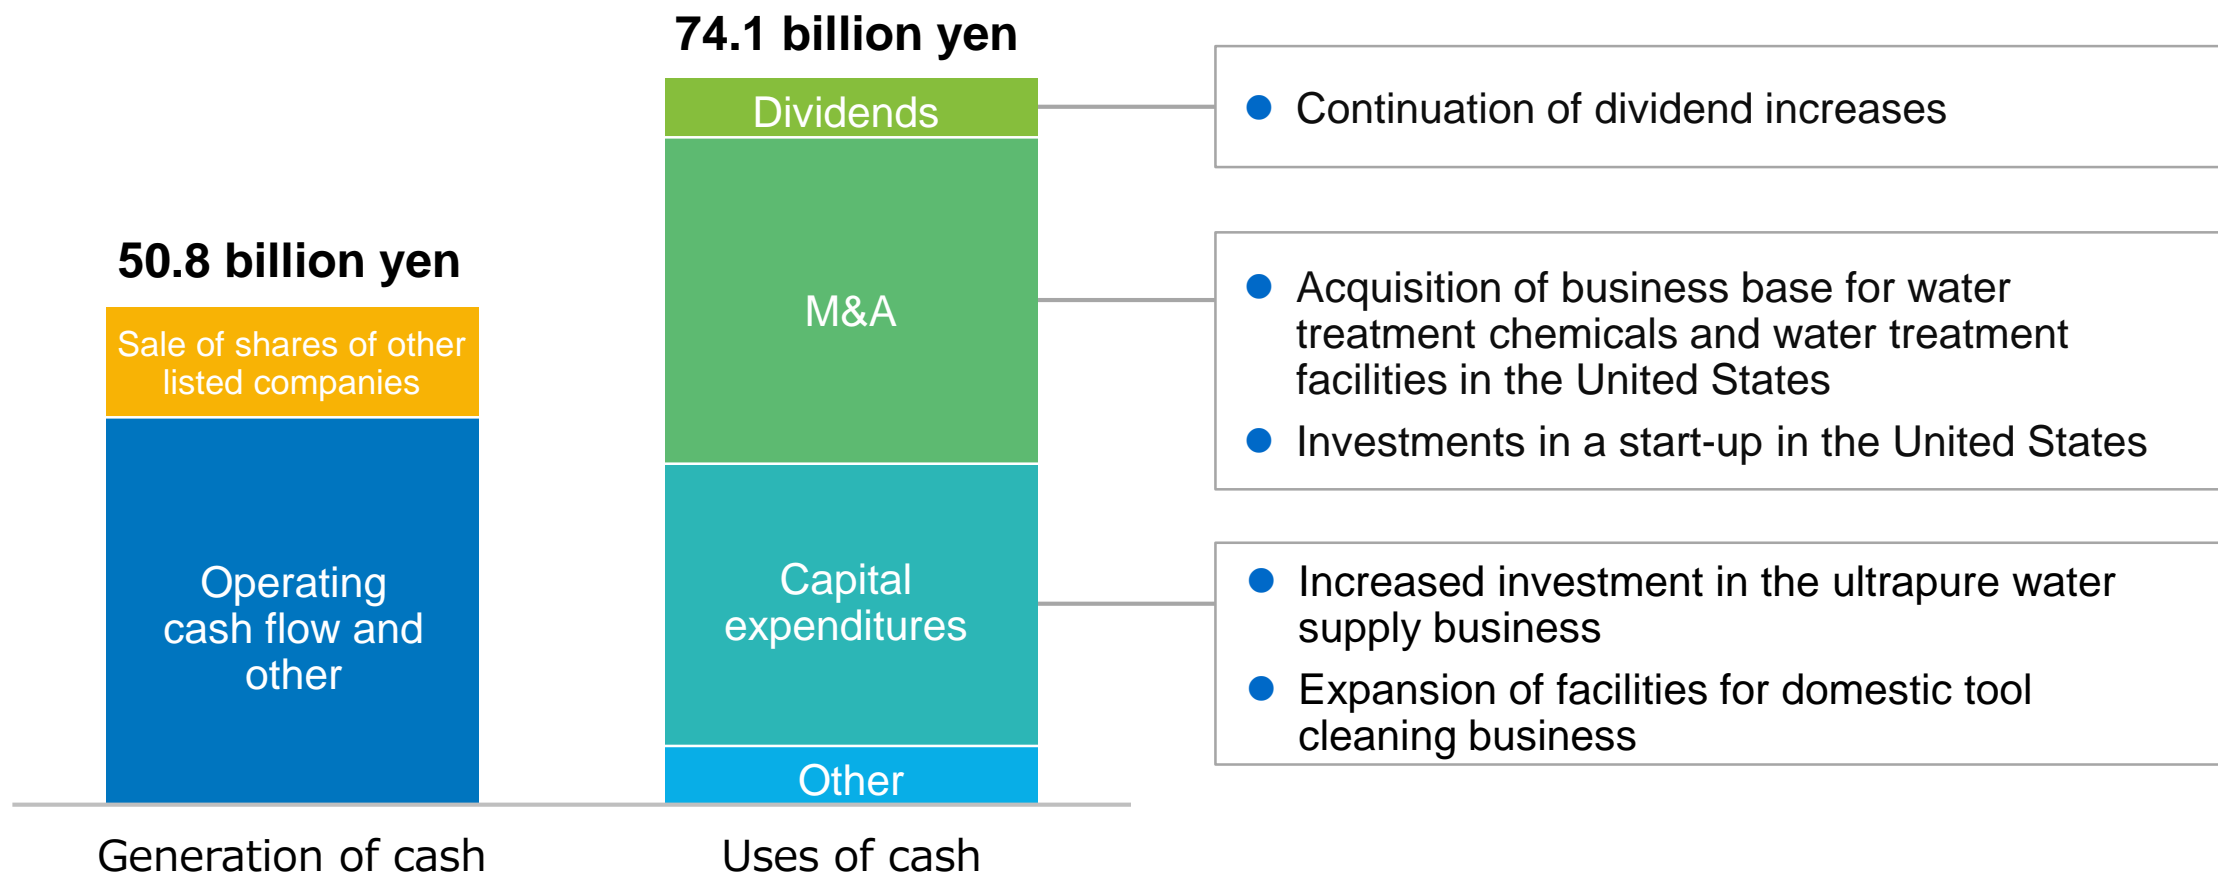 74.1 billion yen
Dividends
M&A
Capital
expenditures
Other
Uses of cash
50.8 billion yen
Sale of shares of other
listed companies
Operating
cash flow and
other
Generation of cash
● Continuation of dividend increases
● Acquisition of business base for water
treatment chemicals and water treatment
facilities in the United States
● Investments in a start-up in the United States
● Increased investment in the ultrapure water
supply business
● Expansion of facilities for domestic tool
cleaning business